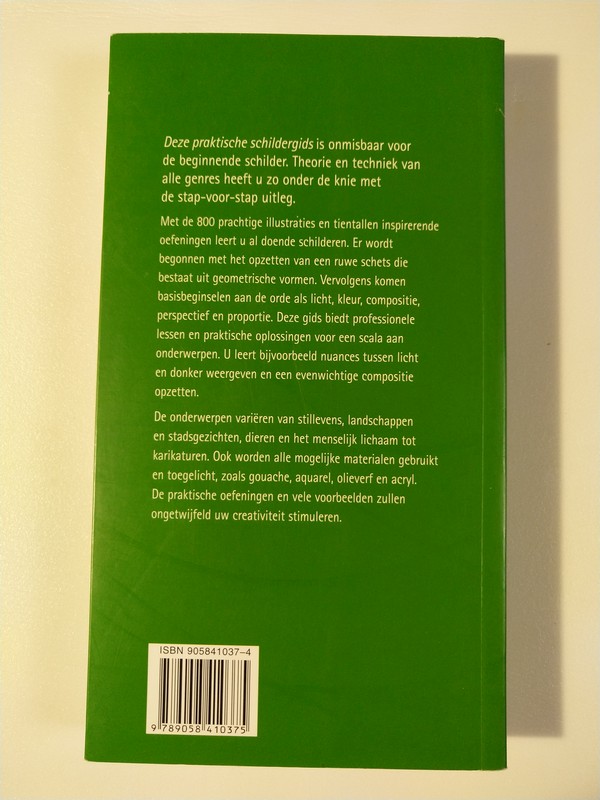 Deze praktische schildergids is onmisbaar voor
de beginnende schilder. Theorie en techniek van
alle genres heeft u zo onder de knie met
de stap-voor-stap uitleg.
Met de 800 prachtige illustraties en tientallen inspirerende
oefeningen leert u al doende schilderen. Er wordt
begonnen met het opzetten van een ruwe schets die
bestaat uit geometrische vormen. Vervolgens komen
basisbeginselen aan de orde als licht, kleur, compositie,
perspectief en proportie. Deze gids biedt professionele
lessen en praktische oplossingen voor een scala aan
onderwerpen. U leert bijvoorbeeld nuances tussen licht
en donker weergeven en een evenwichtige compositie
opzetten.
De onderwerpen variëren van stillevens, landschappen
en stadsgezichten, dieren en het menselijk lichaam tot
karikaturen. Ook worden alle mogelijke materialen gebruikt
en toegelicht, zoals gouache, aquarel, olieverf en acryl.
De praktische oefeningen en vele voorbeelden zullen
ongetwijfeld uw creativiteit stimuleren.
ISBN 905841037-4
9 789058 410375